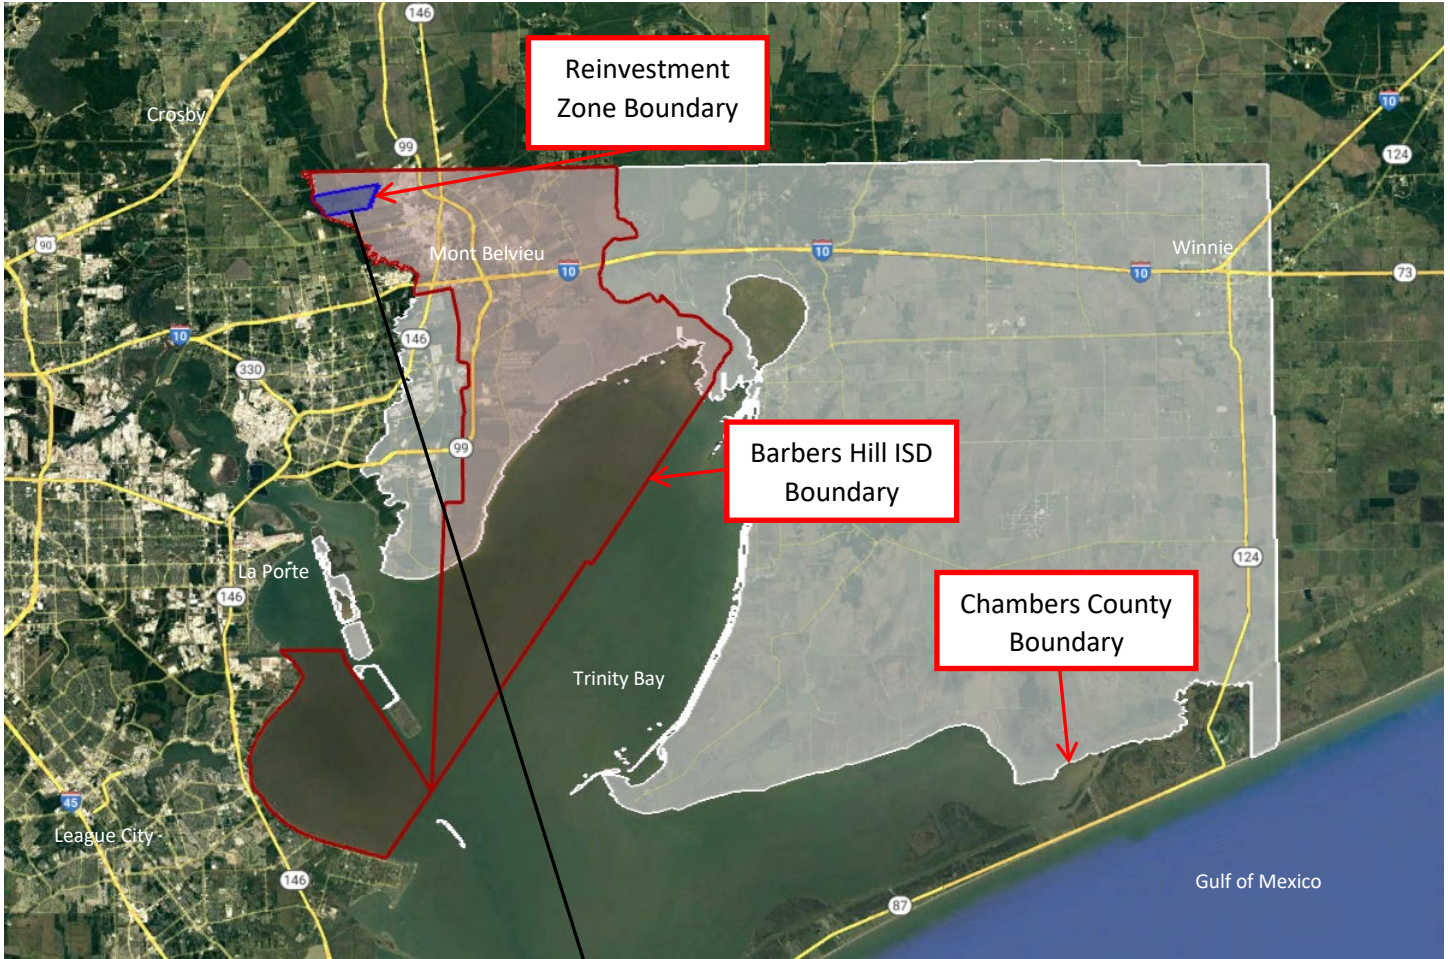 146
Reinvestment
Zone Boundary
Crosby
10
99
124
90
Mont Belvieu
10
10
10
Winnie
73
10
146
330
99
Barbers Hill ISD
Boundary
124
La Porte
146
Chambers County
Boundary
Trinity Bay
45
League City
146
87
Gulf of Mexico